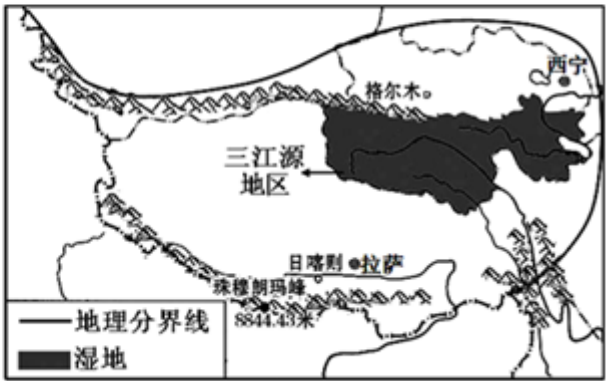 西宁
格尔木
三江源
地区
日喀则
拉萨
珠穆朗玛峰
8844.43米
地理分界线
湿地